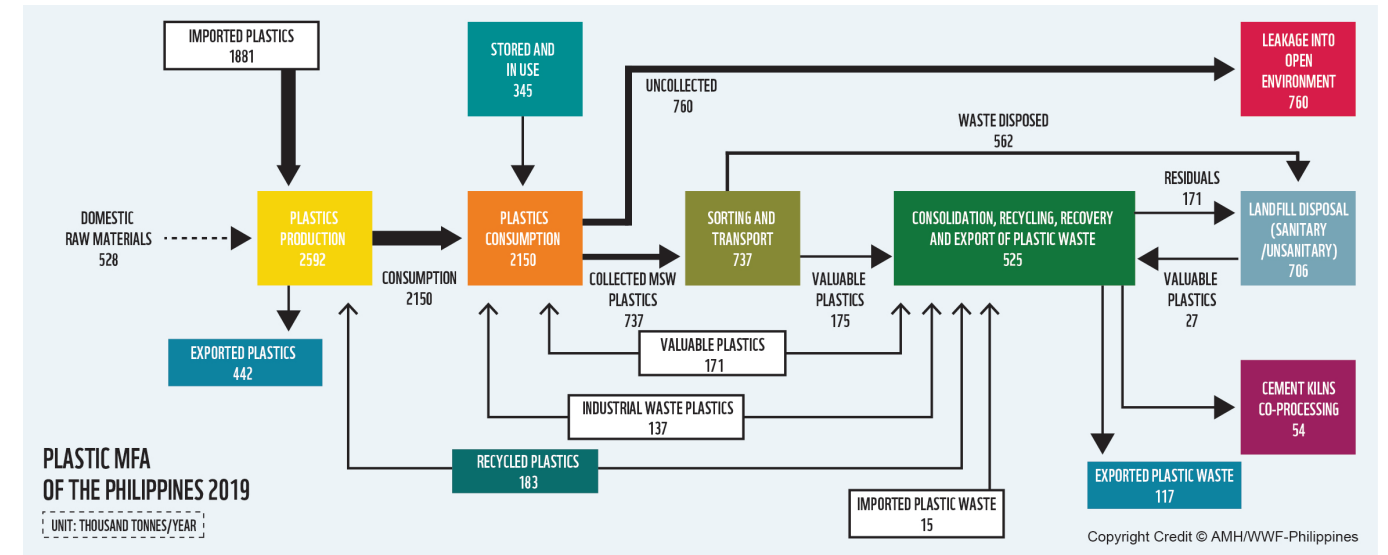 IMPORTED PLASTICS
1881
STORED AND
IN USE
345
LEAKAGE INTO
OPEN
ENVIRONMENT
760
UNCOLLECTED
760
WASTE DISPOSED
562
DOMESTIC
RAW MATERIALS
528
PLASTICS
PRODUCTION
2592
CONSUMPTION
2150
PLASTICS
CONSUMPTION
2150
COLLECTED MSW
PLASTICS
737
SORTING AND
TRANSPORT
737
VALUABLE
PLASTICS
175
CONSOLIDATION, RECYCLING, RECOVERY
AND EXPORT OF PLASTIC WASTE
525
RESIDUALS
171
LANDFILL DISPOSAL
(SANITARY
/UNSANITARY)
706
VALUABLE
PLASTICS
27
EXPORTED PLASTICS
442
VALUABLE PLASTICS
171
INDUSTRIAL WASTE PLASTICS
137
RECYCLED PLASTICS
183
IMPORTED PLASTIC WASTE
15
CEMENT KILNS
CO-PROCESSING
54
EXPORTED PLASTIC WASTE
117
PLASTIC MFA
OF THE PHILIPPINES 2019
UNIT: THOUSAND TONNES/YEAR
Copyright Credit © AMH/WWF-Philippines